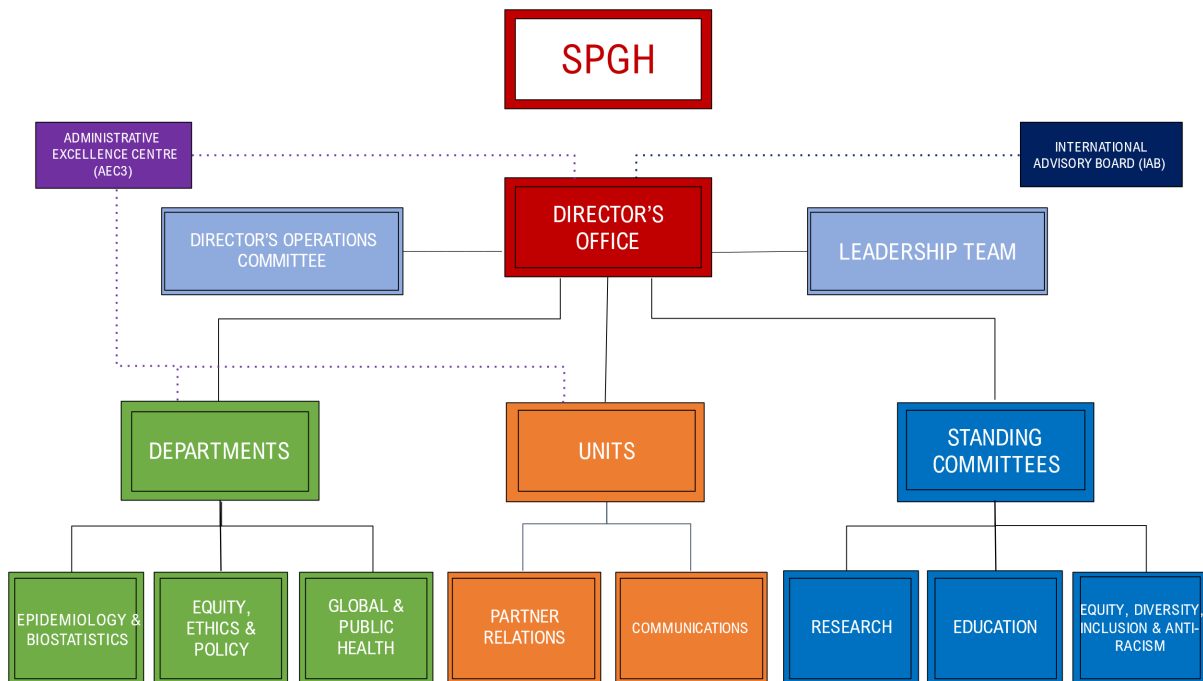 SPGH
ADMINISTRATIVE
EXCELLENCE CENTRE
(AEC3)
INTERNATIONAL
ADVISORY BOARD (IAB)
DIRECTOR'S
OFFICE
DIRECTOR'S OPERATIONS
COMMITTEE
LEADERSHIP TEAM
DEPARTMENTS
UNITS
STANDING
COMMITTEES
EPIDEMIOLOGY &
BIOSTATISTICS
EQUITY,
ETHICS &
POLICY
GLOBAL &
PUBLIC
HEALTH
PARTNER
RELATIONS
COMMUNICATIONS
RESEARCH
EDUCATION
EQUITY, DIVERSITY,
INCLUSION & ANTI-
RACISM